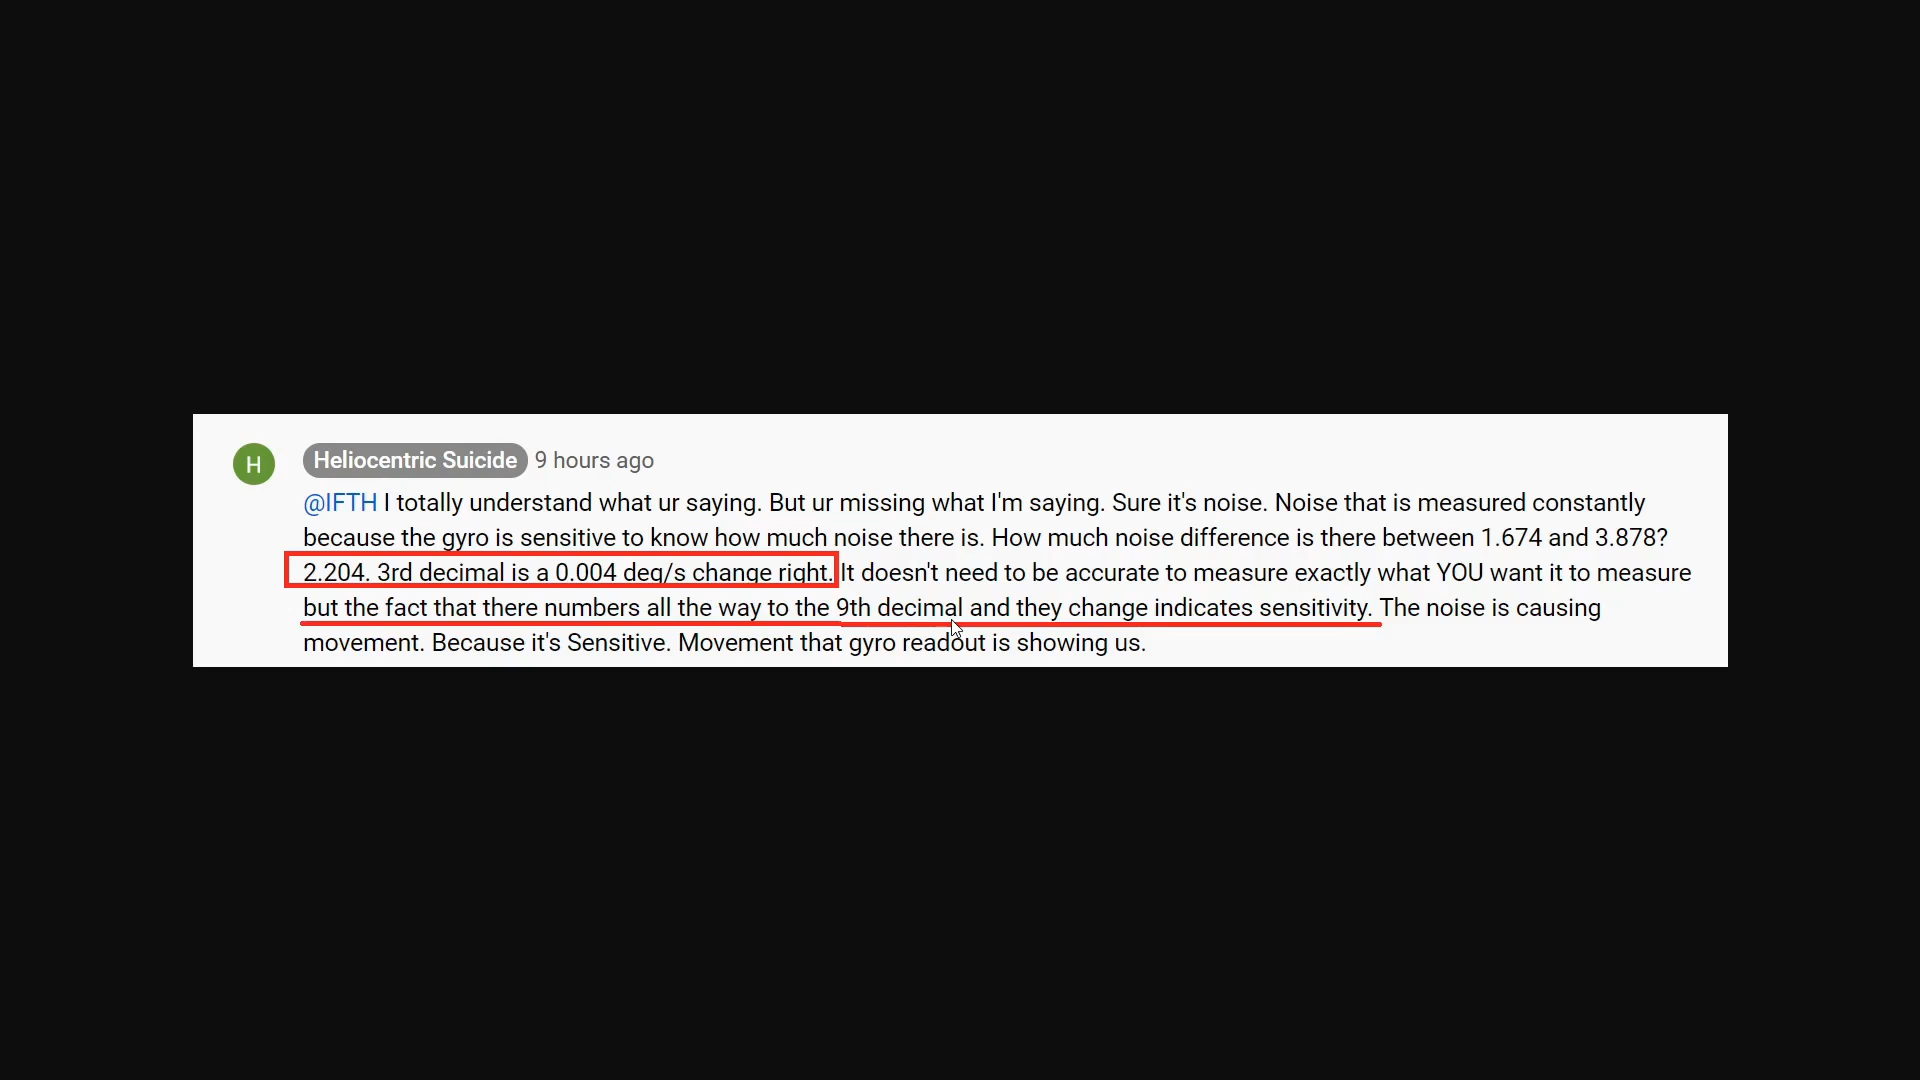 H
Heliocentric Suicide 9 hours ago
@IFTH I totally understand what ur saying. But ur missing what I'm saying. Sure it's noise. Noise that is measured constantly
because the gyro is sensitive to know how much noise there is. How much noise difference is there between 1.674 and 3.878?
2.204. 3rd decimal is a 0.004 deg/s change right. It doesn't need to be accurate to measure exactly what YOU want it to measure
but the fact that there numbers all the way to the 9th decimal and they change indicates sensitivity. The noise is causing
movement. Because it's Sensitive. Movement that gyro readout is showing us.